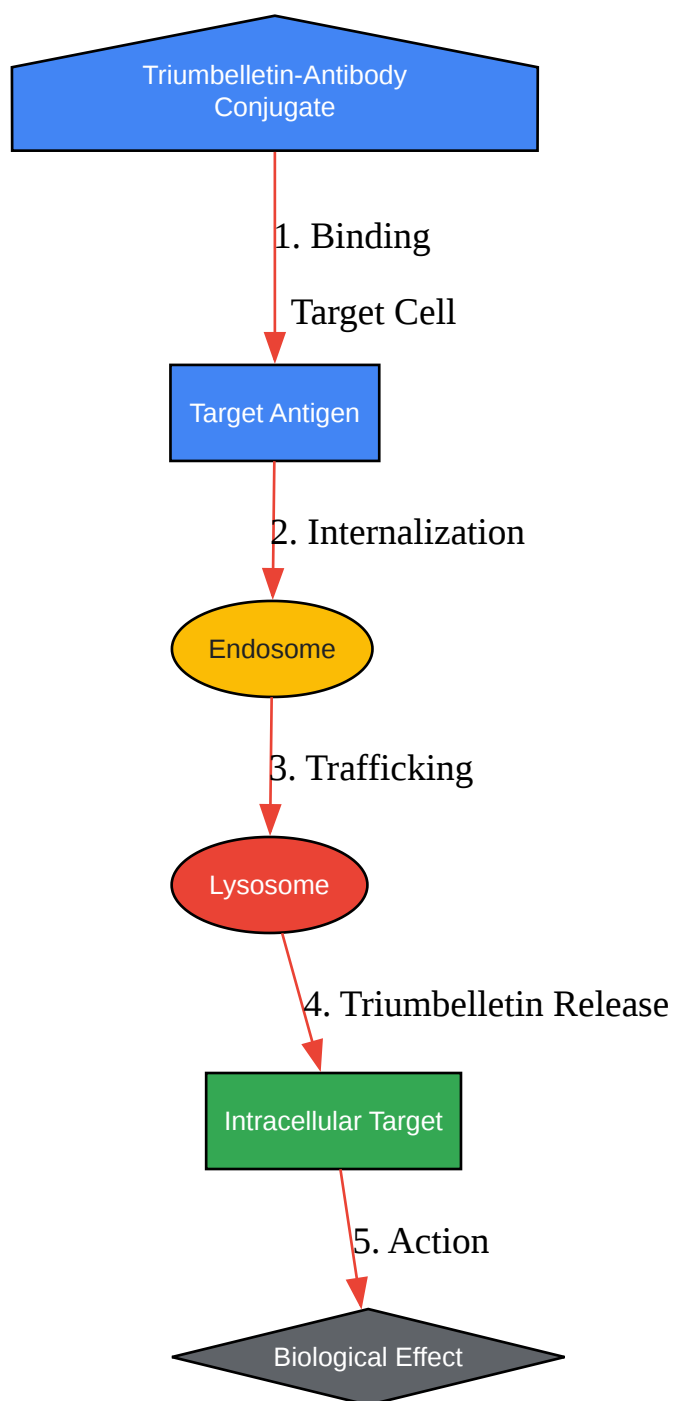 Triumbelletin-Antibody
Conjugate
1. Binding
Target Cell
Target Antigen
2. Internalization
Endosome
3. Trafficking
Lysosome
4. Triumbelletin Release
Intracellular Target
5. Action
Biological Effect